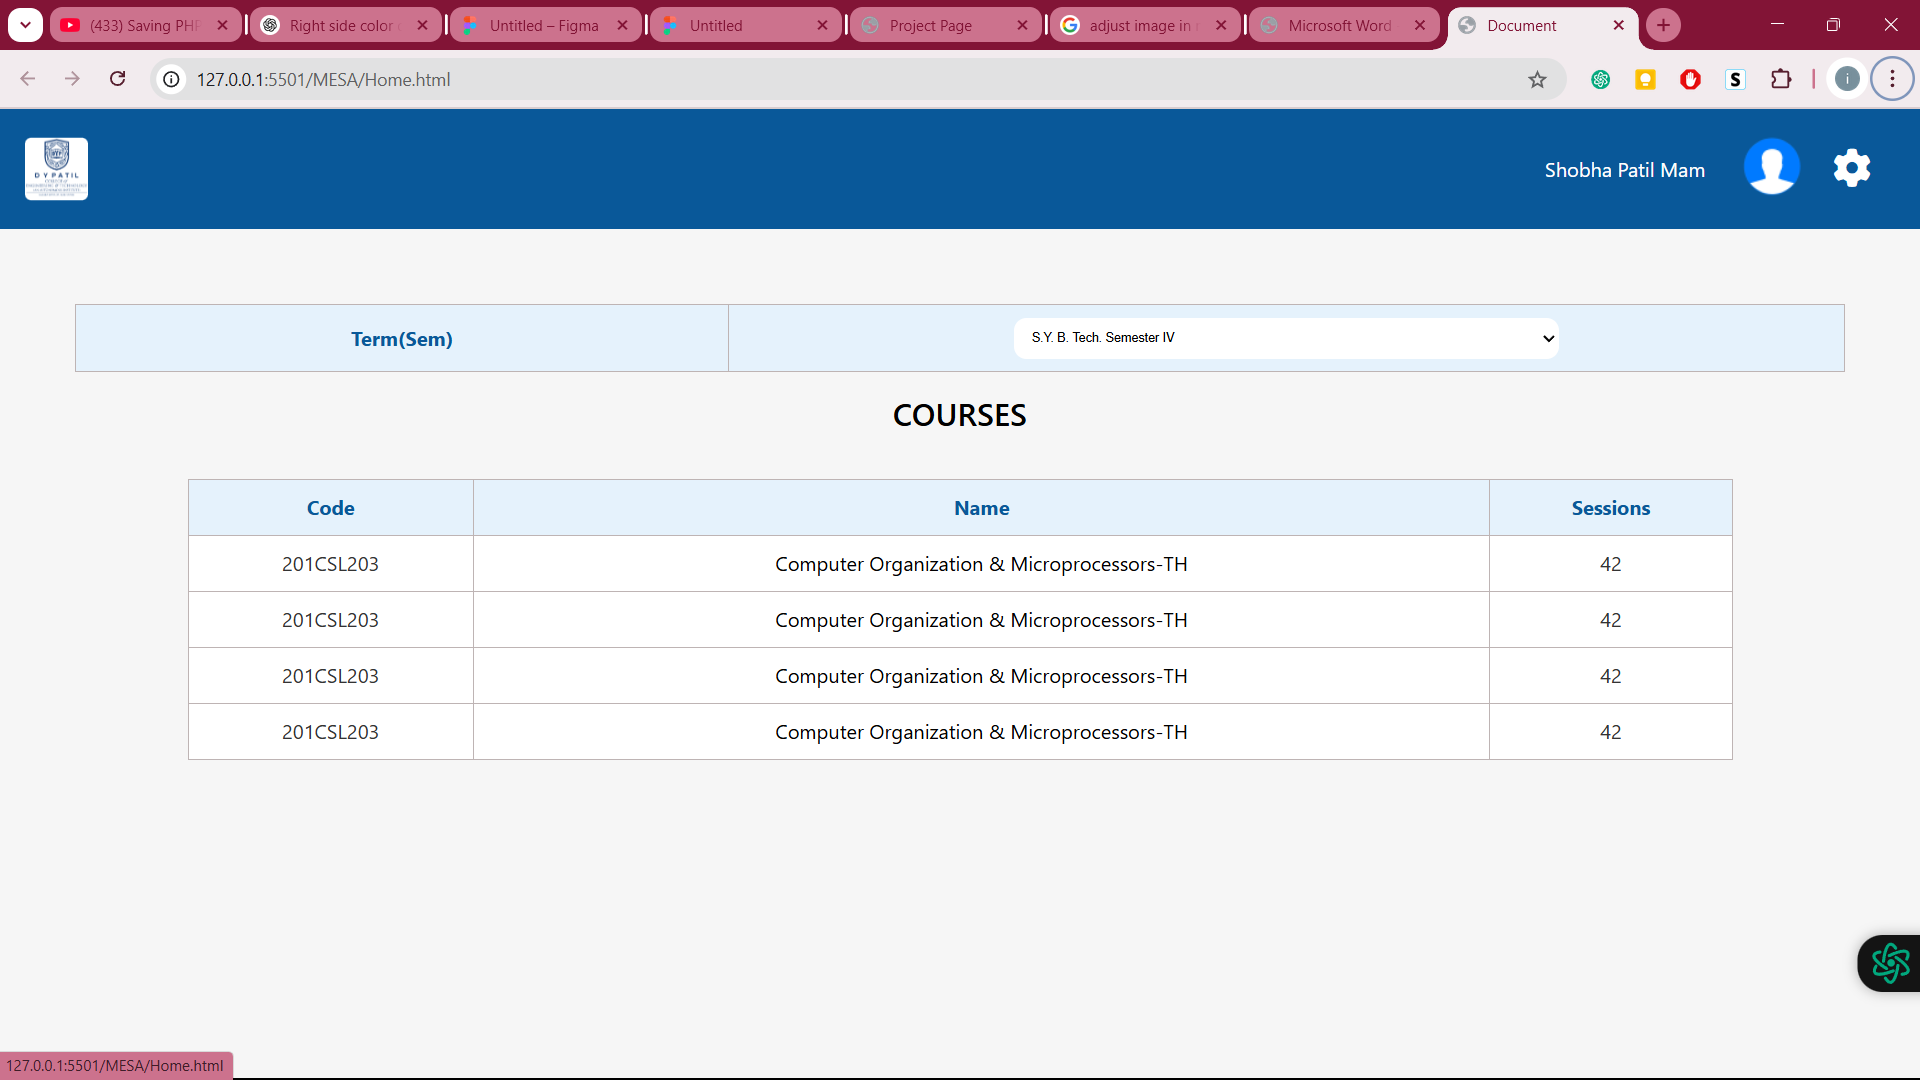 (433) Saving PHP
Right side color
Untitled – Figma
Untitled
Project Page
adjust image in
Microsoft Word
Document
127.0.0.1:5501/MESA/Home.html
S
i
D Y PATIL
Shobha Patil Mam
Term(Sem)
S.Y. B. Tech. Semester IV
COURSES
Code Name Sessions
201CSL203 Computer Organization & Microprocessors-TH 42
201CSL203 Computer Organization & Microprocessors-TH 42
201CSL203 Computer Organization & Microprocessors-TH 42
201CSL203 Computer Organization & Microprocessors-TH 42
127.0.0.1:5501/MESA/Home.html